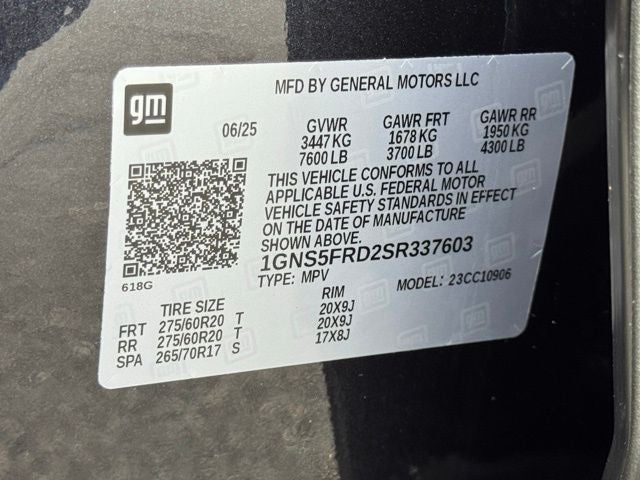 gm
MFD BY GENERAL MOTORS LLC
06/25 GVWR GAWR FRT GAWR RR
3447 KG 1678 KG 1950 KG
7600 LB 3700 LB 4300 LB
THIS VEHICLE CONFORMS TO ALL
APPLICABLE U.S. FEDERAL MOTOR
VEHICLE SAFETY STANDARDS IN EFFECT
ON THE DATE OF MANUFACTURE
SHOWN ABOVE.
1GNS5FRD2SR337603
618G
TYPE: MPV MODEL: 23CC10906
TIRE SIZE RIM
FRT 275/60R20 T 20X9J
RR 275/60R20 T 20X9J
SPA 265/70R17 S 17X8J